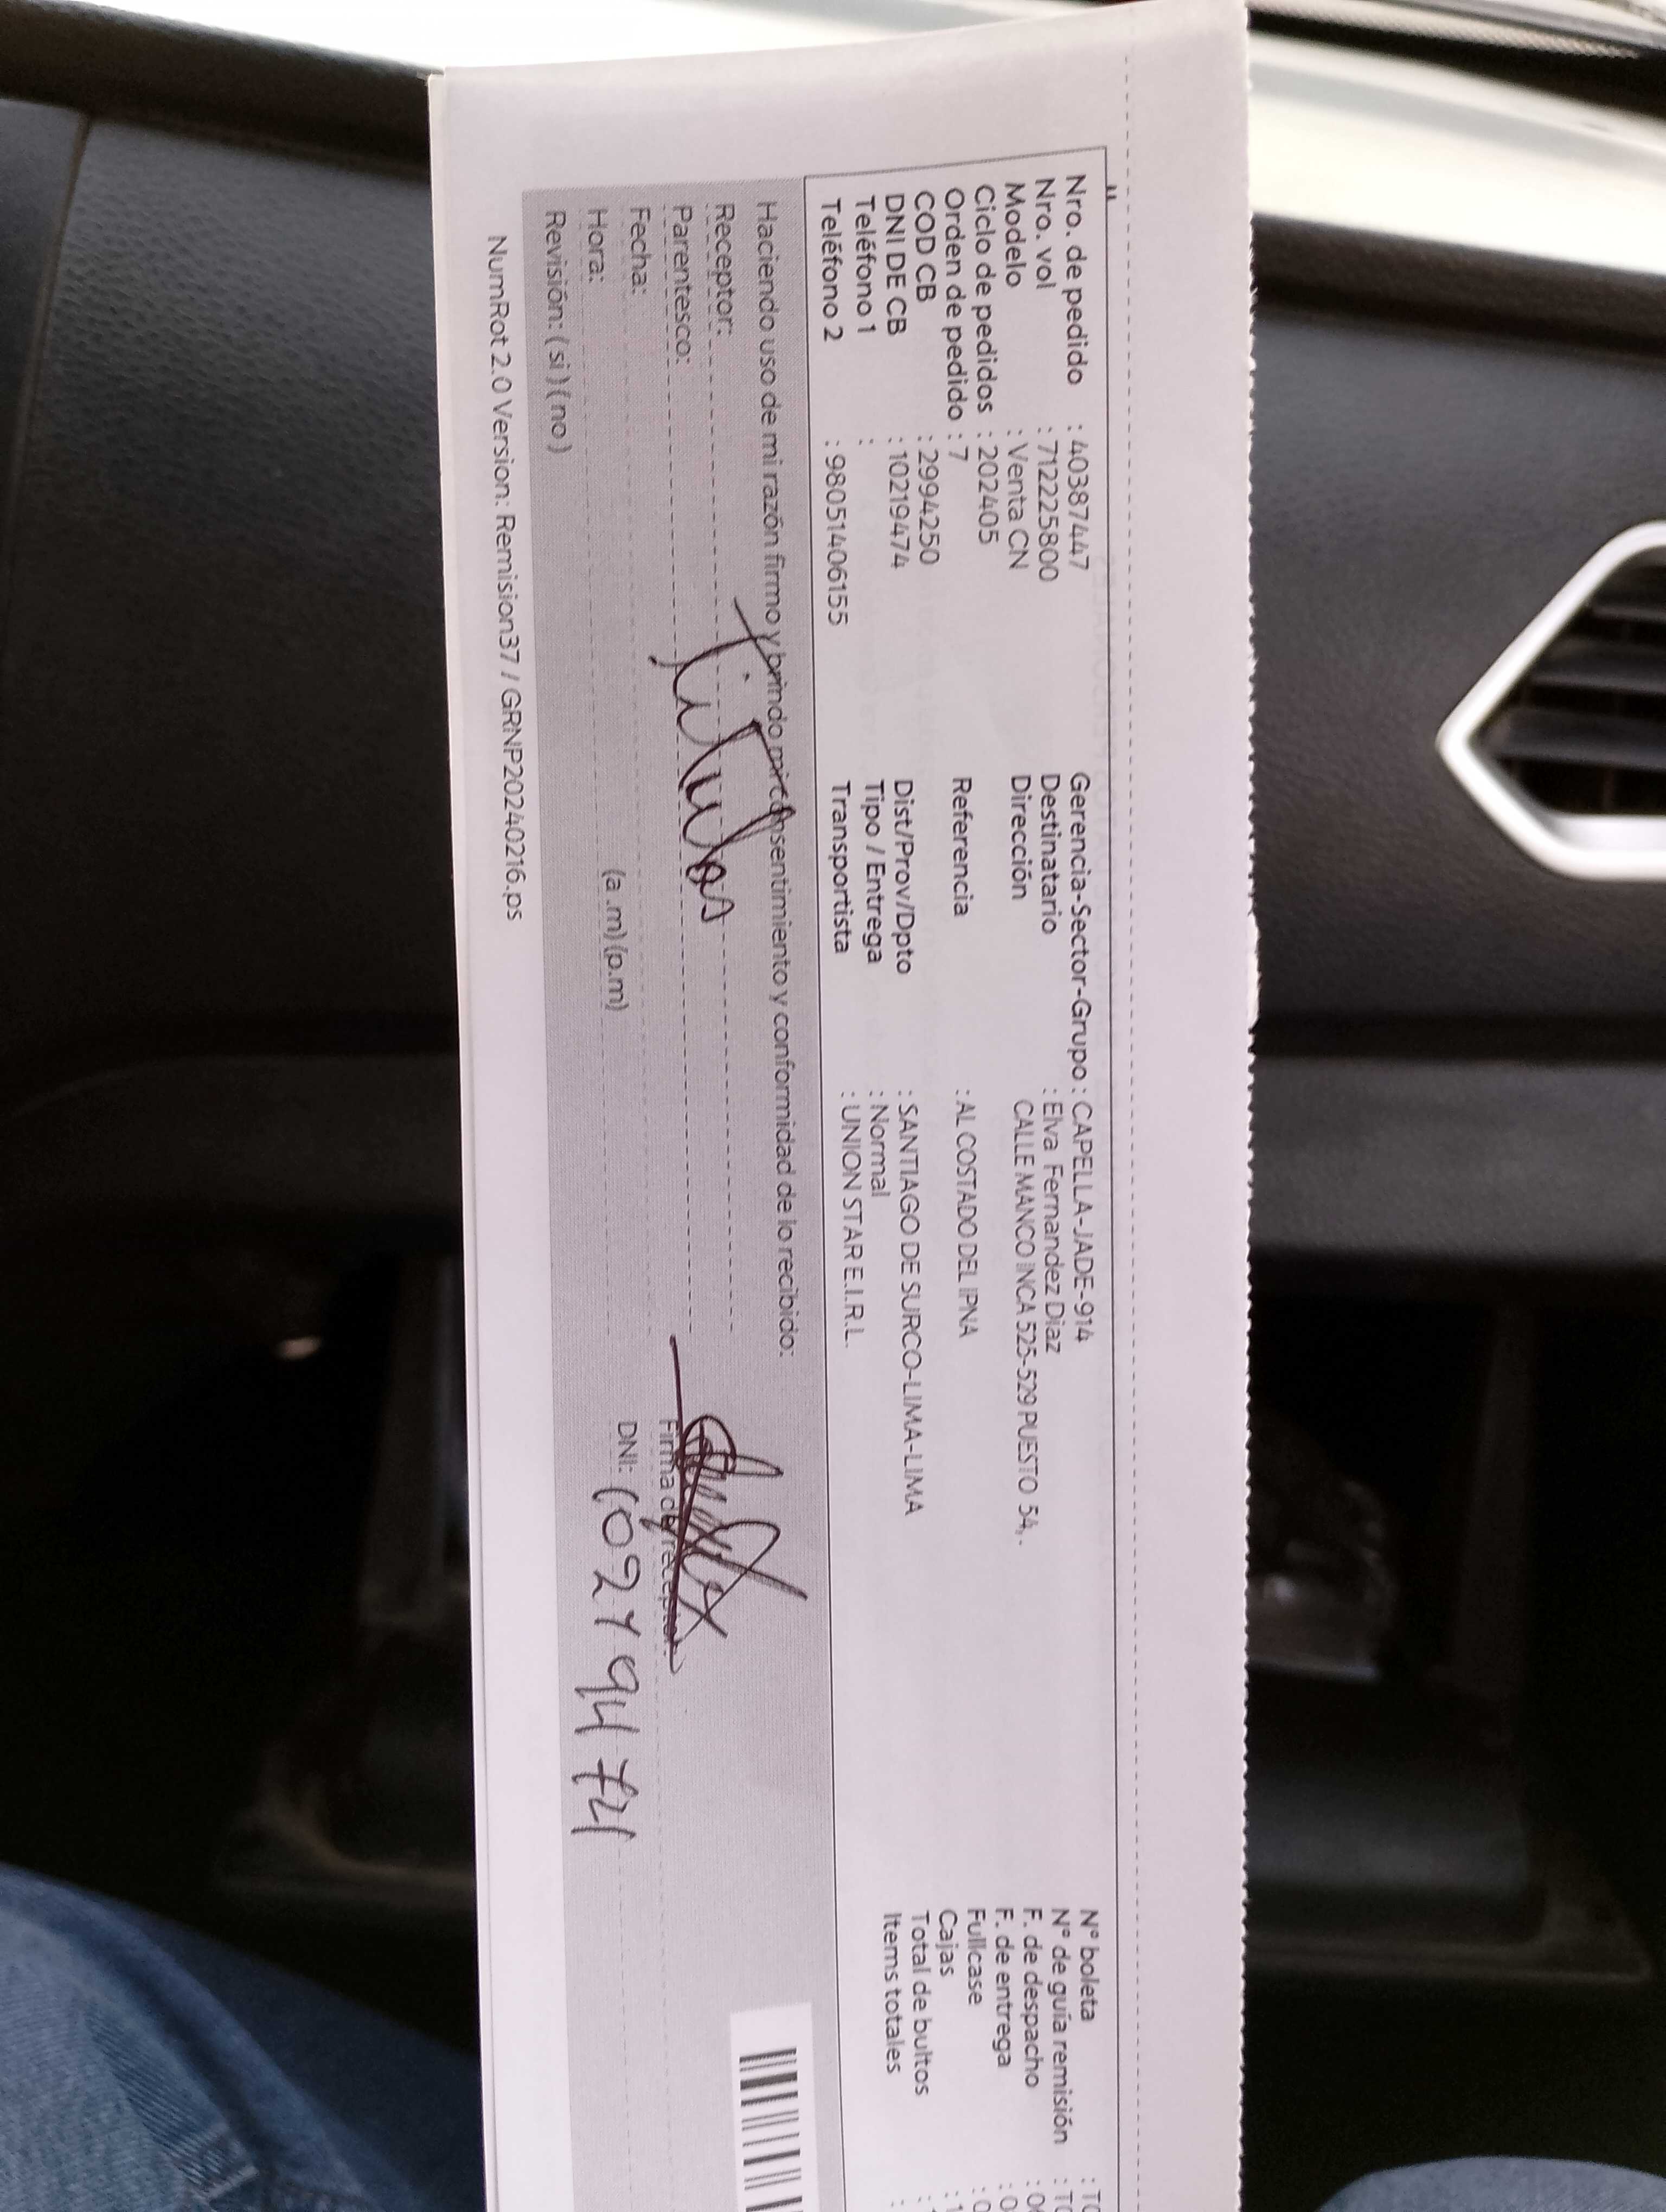 Nro. de pedido : 40387447
Nro. vol : 712225800
Modelo : Venta CN
Ciclo de pedidos : 202405
Orden de pedido : 7
COD CB : 2994250
DNI DE CB : 10219474
Teléfono 1 :
Teléfono 2 : 98051406155
Gerencia-Sector-Grupo : CAPELLA-JADE-914
Destinatario : Elva Fernandez Diaz
Dirección CALLE MANCO INCA 525-529 PUESTO 54, .
Referencia : AL COSTADO DEL IPNA
Dist/Prov/Dpto : SANTIAGO DE SURCO-LIMA-LIMA
Tipo / Entrega : Normal
Transportista : UNION STAR E.I.R.L.
N° boleta
N° de guía remisión
F. de despacho
F. de entrega
Fullcase
Cajas
Total de bultos
Items totales
Haciendo uso de mi razón firmo y brindo mi consentimiento y conformidad de lo recibido:
Receptor:
Parentesco:
Fecha:
Hora: (a .m) (p.m)
Revisión: ( si ) ( no )
Firma del receptor
DNI: 10219474
NumRot 2.0 Version: Remision37 / GRNP20240216.ps